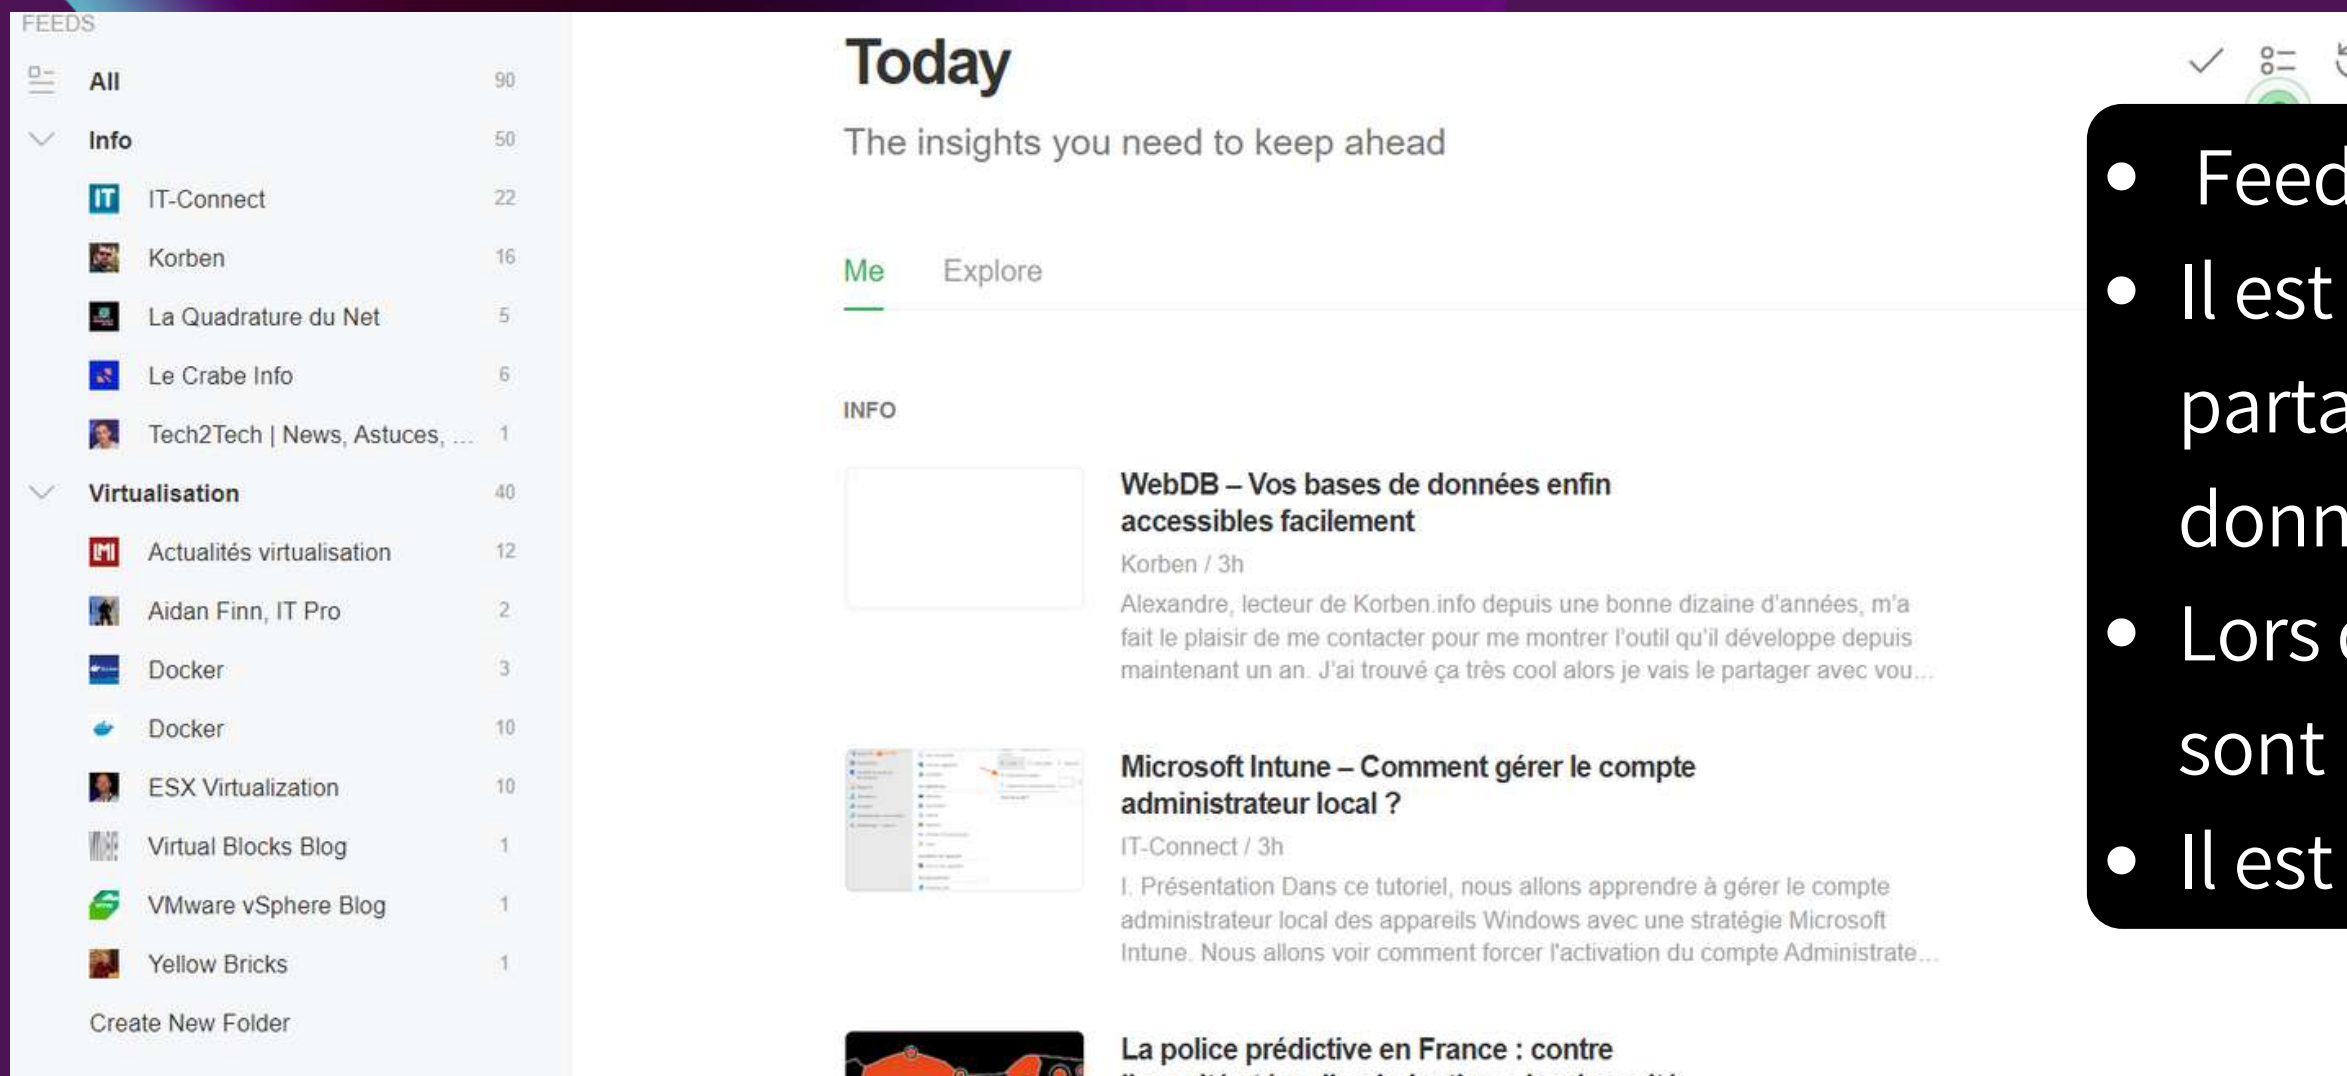 FEEDS
All 90
Info 50
IT-Connect 22
Korben 16
La Quadrature du Net 5
Le Crabe Info 6
Tech2Tech | News, Astuces, ... 1
Virtualisation 40
Actualités virtualisation 12
Aidan Finn, IT Pro 2
Docker 3
Docker 10
ESX Virtualization 10
Virtual Blocks Blog 1
VMware vSphere Blog 1
Yellow Bricks 1
Create New Folder
Today
The insights you need to keep ahead
Me Explore
INFO
WebDB – Vos bases de données enfin
accessibles facilement
Korben / 3h
Alexandre, lecteur de Korben.info depuis une bonne dizaine d'années, m'a
fait le plaisir de me contacter pour me montrer l'outil qu'il développe depuis
maintenant un an. J'ai trouvé ça très cool alors je vais le partager avec vou…
Microsoft Intune – Comment gérer le compte
administrateur local ?
IT-Connect / 3h
I. Présentation Dans ce tutoriel, nous allons apprendre à gérer le compte
administrateur local des appareils Windows avec une stratégie Microsoft
Intune. Nous allons voir comment forcer l'activation du compte Administrate…
La police prédictive en France : contre
• Feed
• Il est
parta
donn
• Lors
sont
• Il est